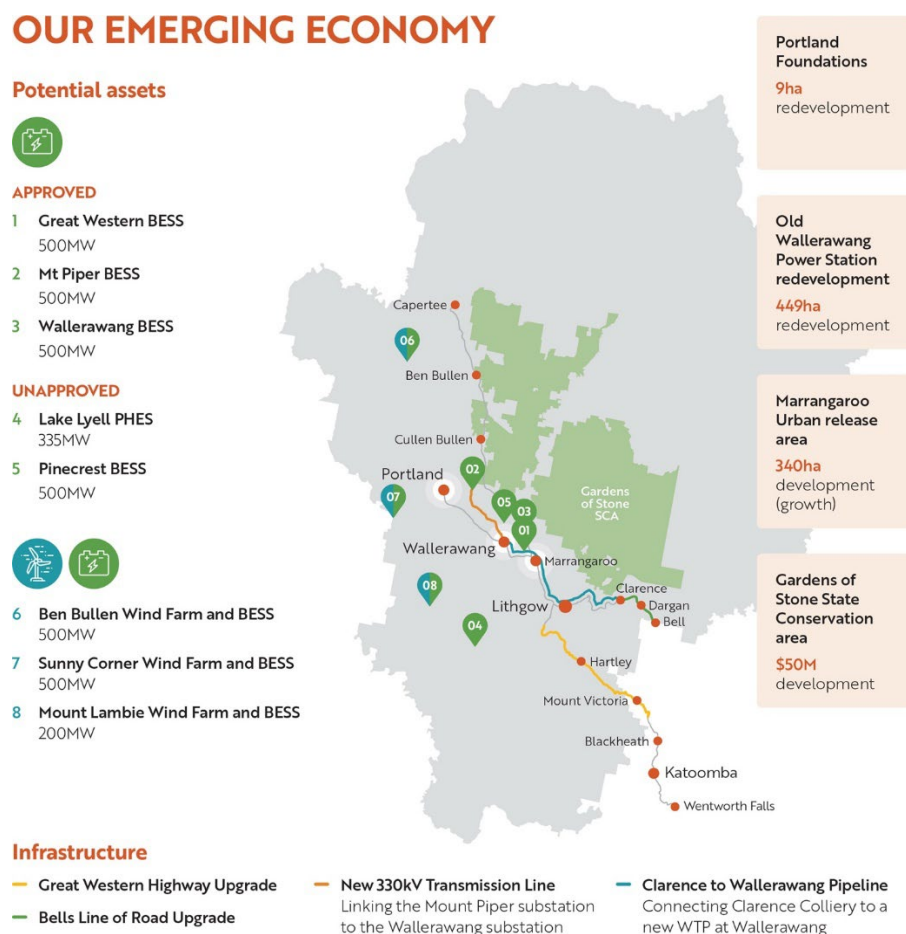 OUR EMERGING ECONOMY
Potential assets
APPROVED
1 Great Western BESS
500MW
2 Mt Piper BESS
500MW
3 Wallerawang BESS
500MW
UNAPPROVED
4 Lake Lyell PHES
335MW
5 Pinecrest BESS
500MW
6 Ben Bullen Wind Farm and BESS
500MW
7 Sunny Corner Wind Farm and BESS
500MW
8 Mount Lambie Wind Farm and BESS
200MW
Capertee
06
Ben Bullen
Cullen Bullen
Portland
02
07
05
03
01
Gardens
of Stone
SCA
Wallerawang
Marrangaroo
08
Clarence
Lithgow
Dargan
Bell
04
Hartley
Mount Victoria
Blackheath
Katoomba
Wentworth Falls
Portland
Foundations
9ha
redevelopment
Old
Wallerawang
Power Station
redevelopment
449ha
redevelopment
Marrangaroo
Urban release
area
340ha
development
(growth)
Gardens of
Stone State
Conservation
area
$50M
development
Infrastructure
Great Western Highway Upgrade
Bells Line of Road Upgrade
New 330kV Transmission Line
Linking the Mount Piper substation
to the Wallerawang substation
Clarence to Wallerawang Pipeline
Connecting Clarence Colliery to a
new WTP at Wallerawang